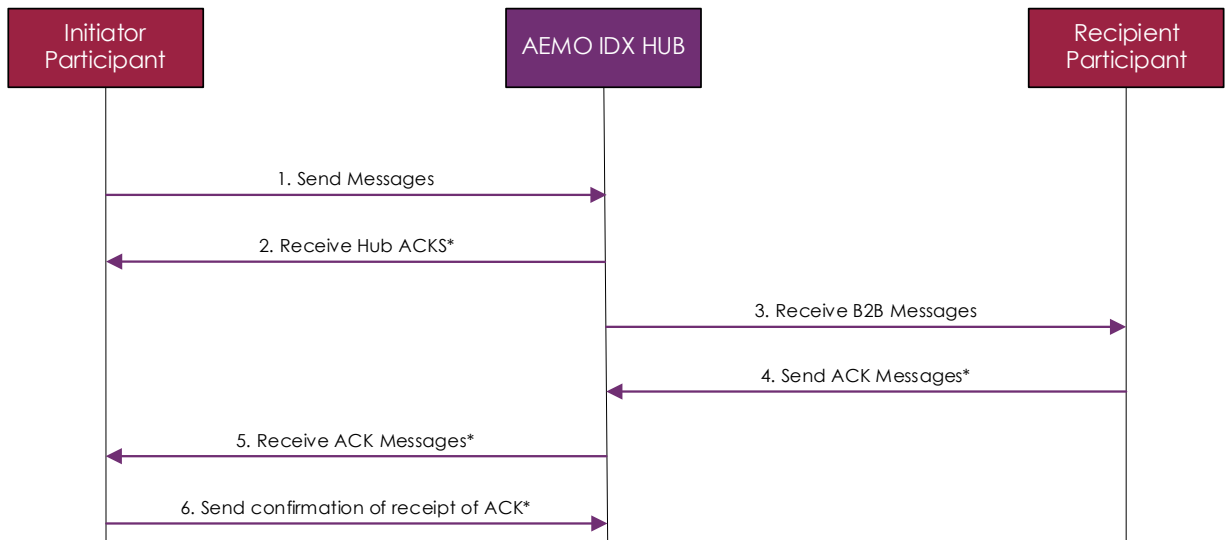 Initiator
Participant
AEMO IDX HUB
Recipient
Participant
1. Send Messages
2. Receive Hub ACKS*
3. Receive B2B Messages
4. Send ACK Messages*
5. Receive ACK Messages*
6. Send confirmation of receipt of ACK*